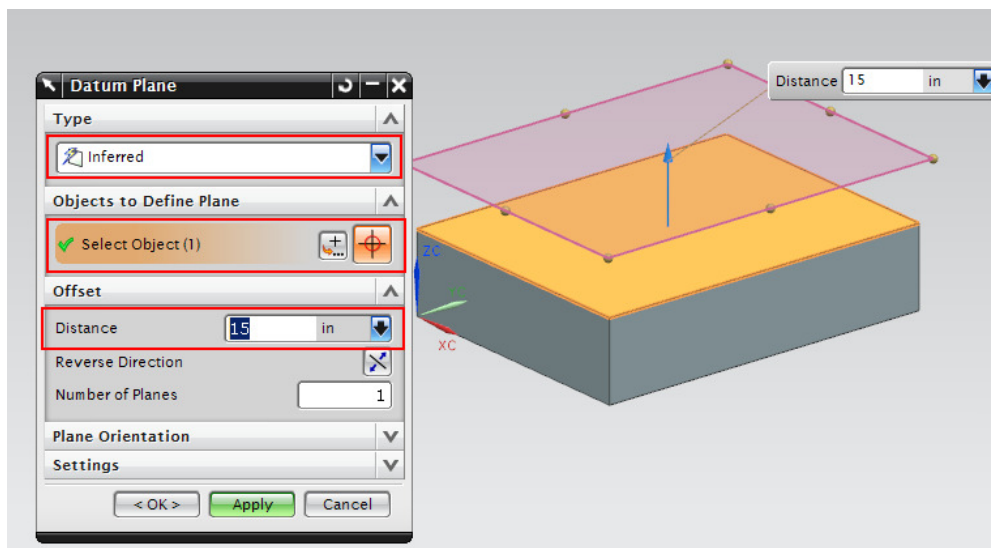 Datum Plane
Type
Inferred
Objects to Define Plane
Select Object (1)
Offset
Distance 15 in
Reverse Direction
Number of Planes 1
Plane Orientation
Settings
< OK > Apply Cancel
Distance 15 in
ZC
XC